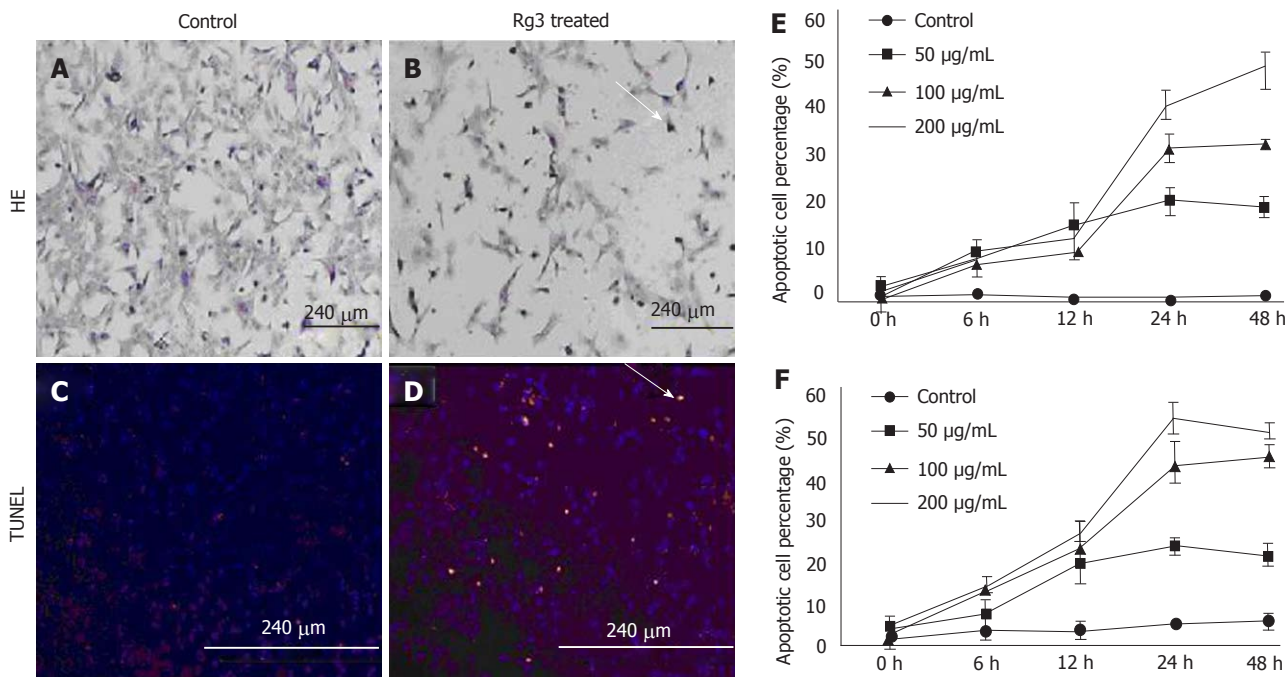 Control
Rg3 treated
HE
A
240 µm
B
240 µm
TUNEL
C
240 µm
D
240 µm
E
Apoptotic cell percentage (%)
60
50
40
30
20
10
0
0 h
6 h
12 h
24 h
48 h
Control
50 µg/mL
100 µg/mL
200 µg/mL
F
Apoptotic cell percentage (%)
60
50
40
30
20
10
0
0 h
6 h
12 h
24 h
48 h
Control
50 µg/mL
100 µg/mL
200 µg/mL